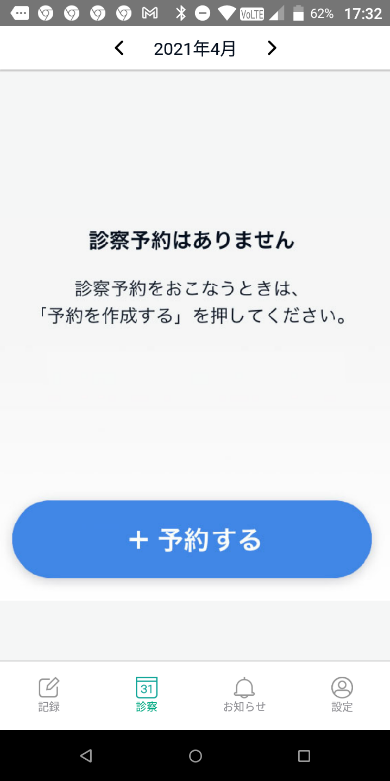 VoLTE 62% 17:32
2021年4月
診察予約はありません
診察予約をおこなうときは、
「予約を作成する」を押してください。
＋ 予約する
31
記録 診察 お知らせ 設定